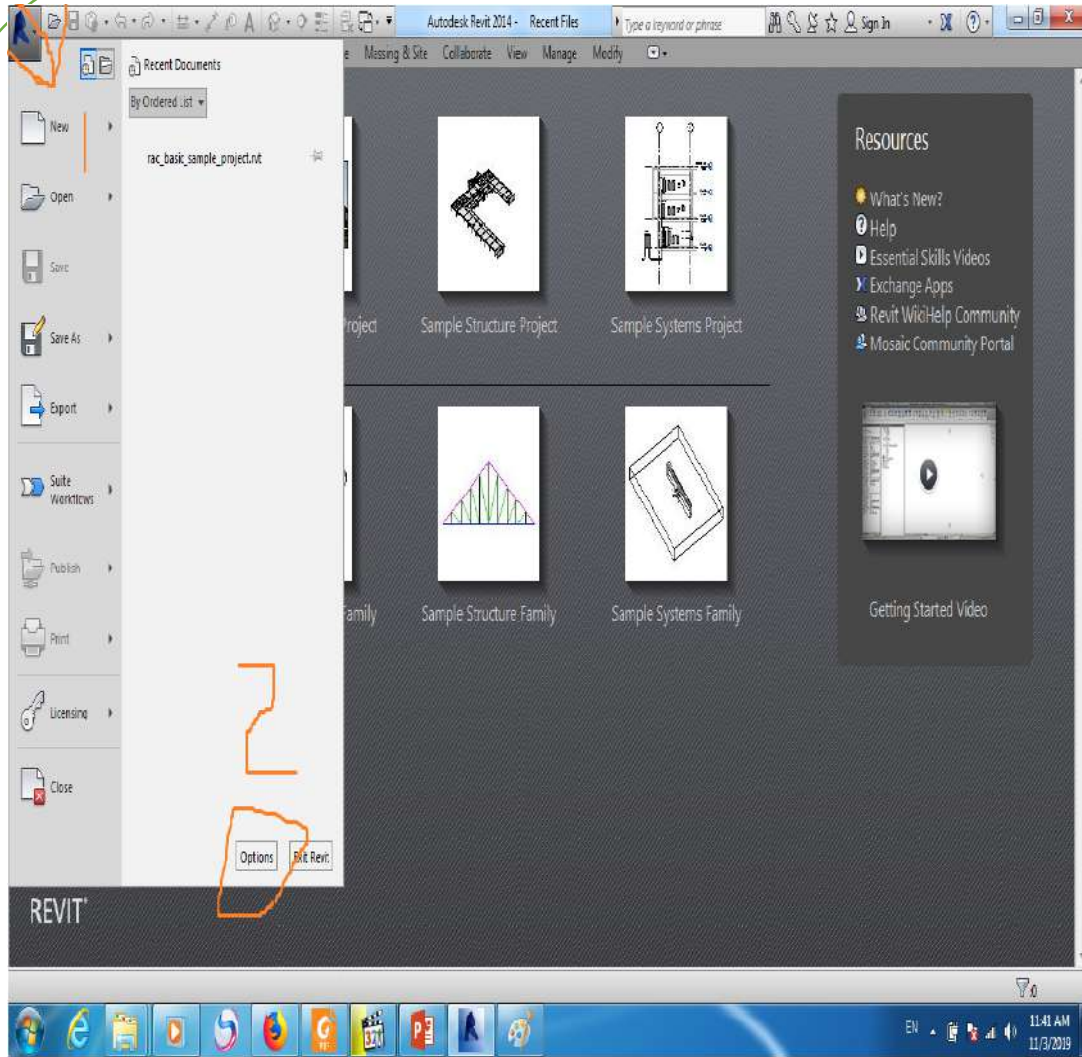 Autodesk Revit 2014 - Recent Files
Type a keyword or phrase
Sign In
Massing & Site Collaborate View Manage Modify
Recent Documents
By Ordered List
rac_basic_sample_project.rvt
New
Open
Save
Save As
Export
Suite
Workflows
Publish
Print
Licensing
Close
2
Options
Exit Revit
Project
Sample Structure Project
Sample Systems Project
Family
Sample Structure Family
Sample Systems Family
Resources
What's New?
Help
Essential Skills Videos
Exchange Apps
Revit WikiHelp Community
Mosaic Community Portal
Getting Started Video
REVIT
:0
EN
11:41 AM
11/3/2019